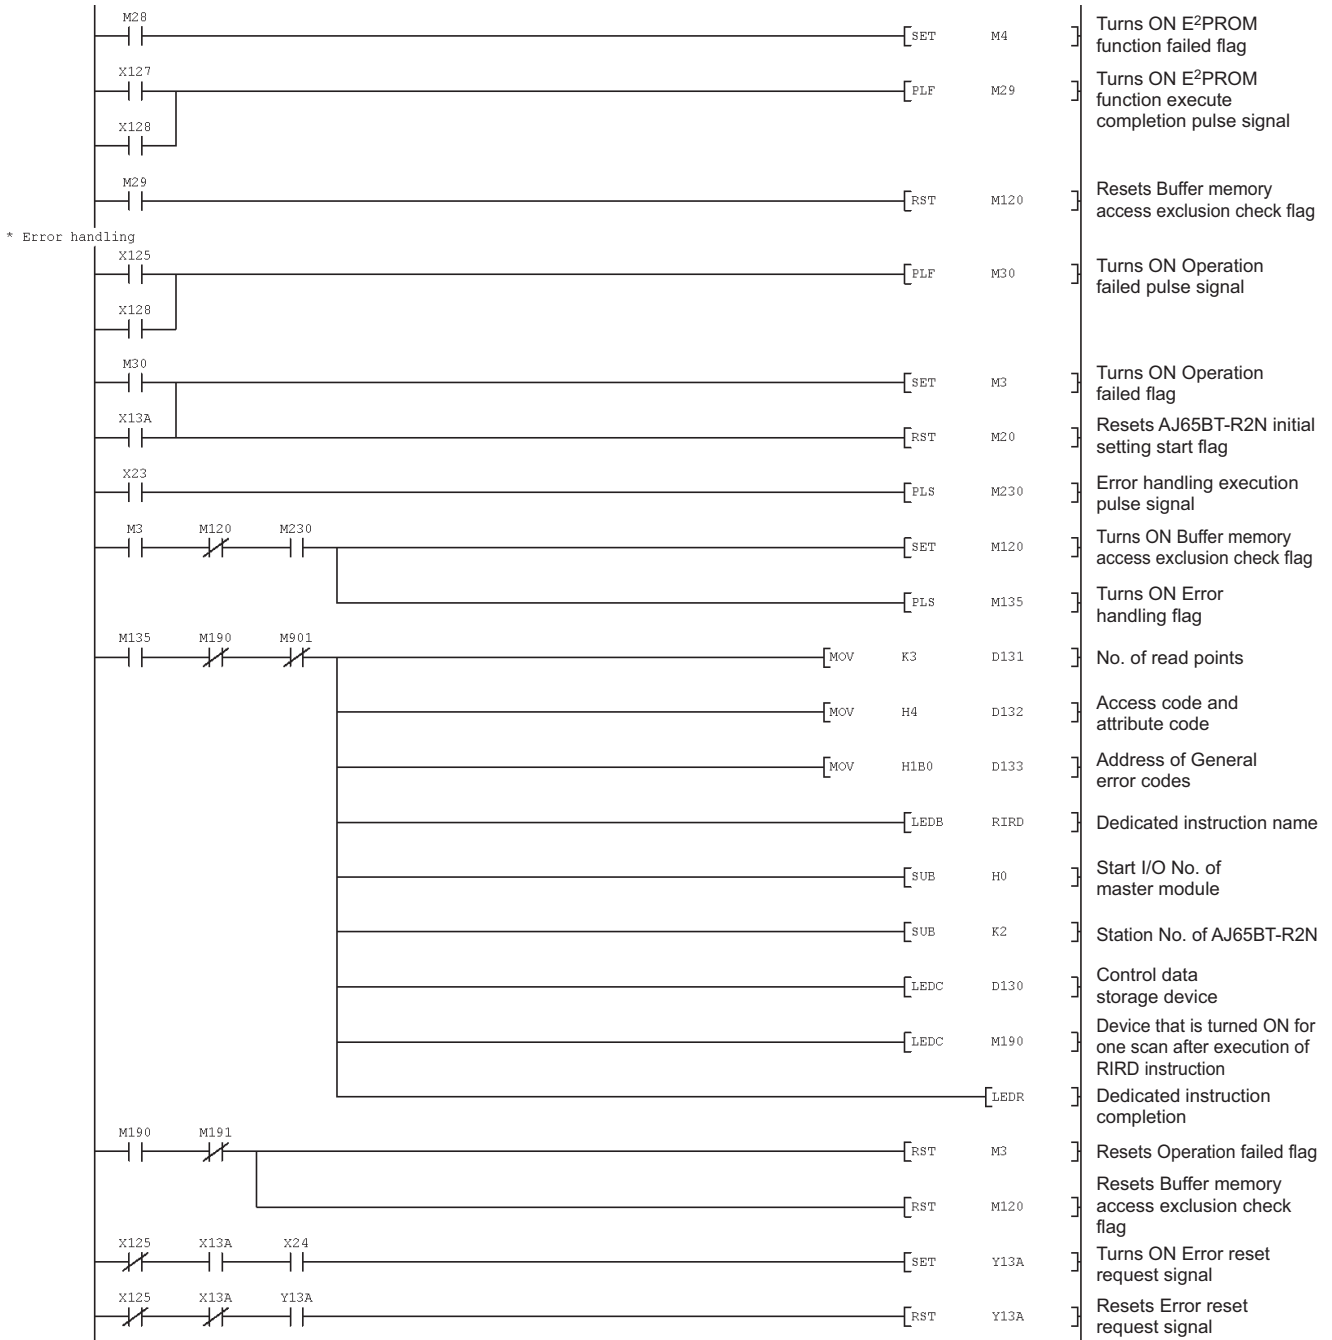 M28
SET M4
Turns ON E2PROM
function failed flag
X127
PLF M29
Turns ON E2PROM
function execute
completion pulse signal
X128
M29
RST M120
Resets Buffer memory
access exclusion check flag
* Error handling
X125
PLF M30
Turns ON Operation
failed pulse signal
X128
M30
SET M3
Turns ON Operation
failed flag
X13A
RST M20
Resets AJ65BT-R2N initial
setting start flag
X23
PLS M230
Error handling execution
pulse signal
M3 M120 M230
SET M120
Turns ON Buffer memory
access exclusion check flag
PLS M135
Turns ON Error
handling flag
M135 M190 M901
MOV K3 D131
No. of read points
MOV H4 D132
Access code and
attribute code
MOV H1B0 D133
Address of General
error codes
LEDB RIRD
Dedicated instruction name
SUB H0
Start I/O No. of
master module
SUB K2
Station No. of AJ65BT-R2N
LEDC D130
Control data
storage device
LEDC M190
Device that is turned ON for
one scan after execution of
RIRD instruction
LEDR
Dedicated instruction
completion
M190 M191
RST M3
Resets Operation failed flag
RST M120
Resets Buffer memory
access exclusion check
flag
X125 X13A X24
SET Y13A
Turns ON Error reset
request signal
X125 X13A Y13A
RST Y13A
Resets Error reset
request signal